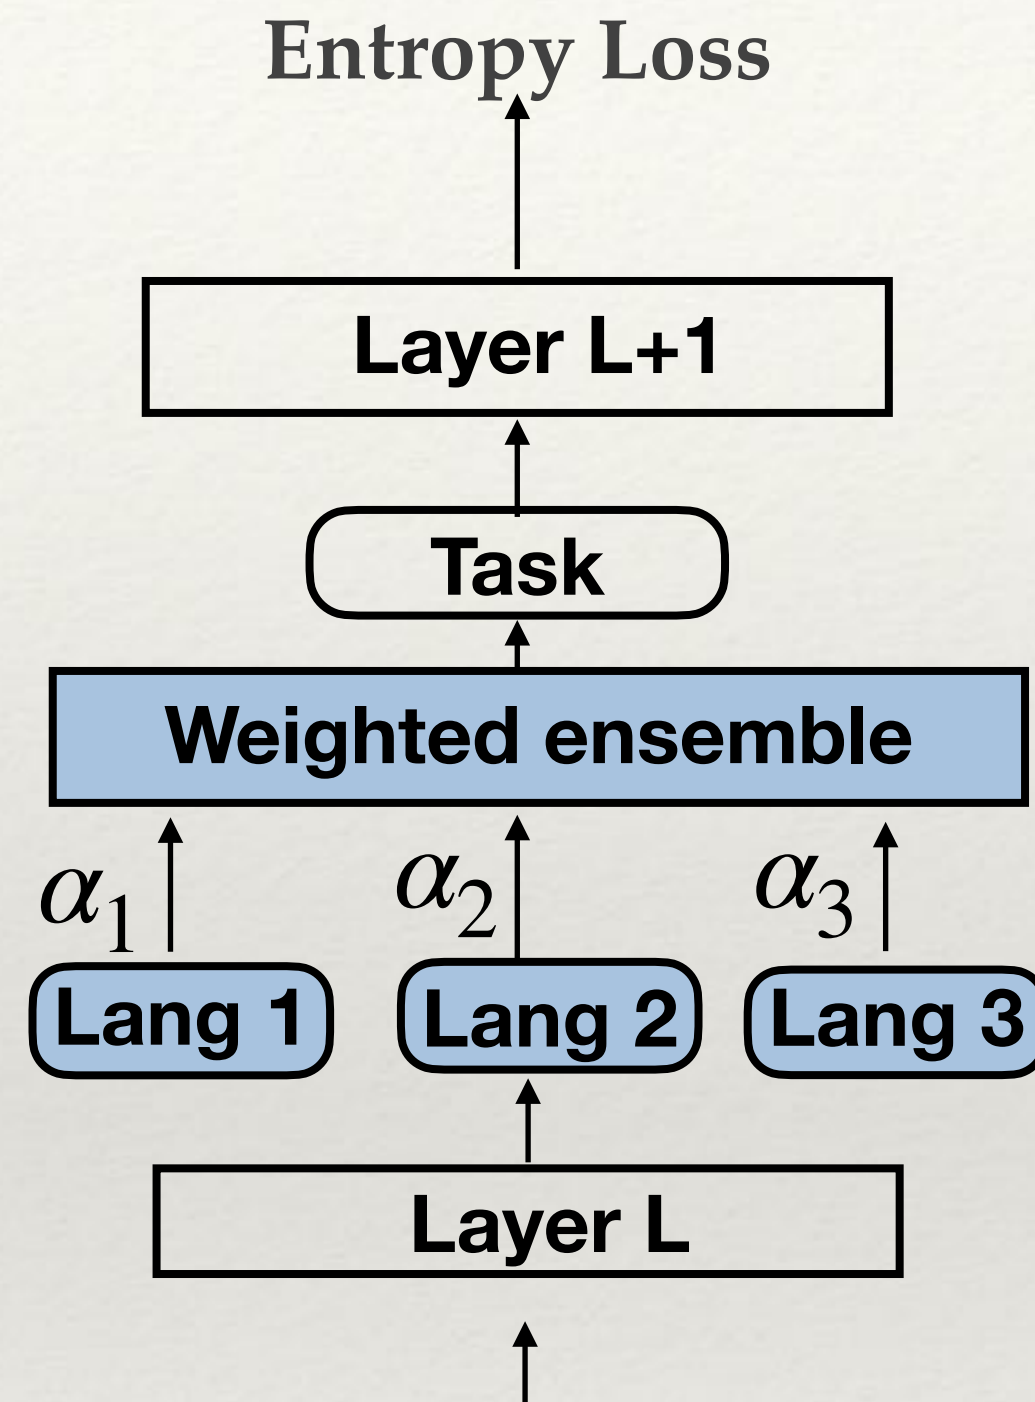 Entropy Loss
Layer L+1
Task
Weighted ensemble
α₁ α₂ α₃
Lang 1 Lang 2 Lang 3
Layer L